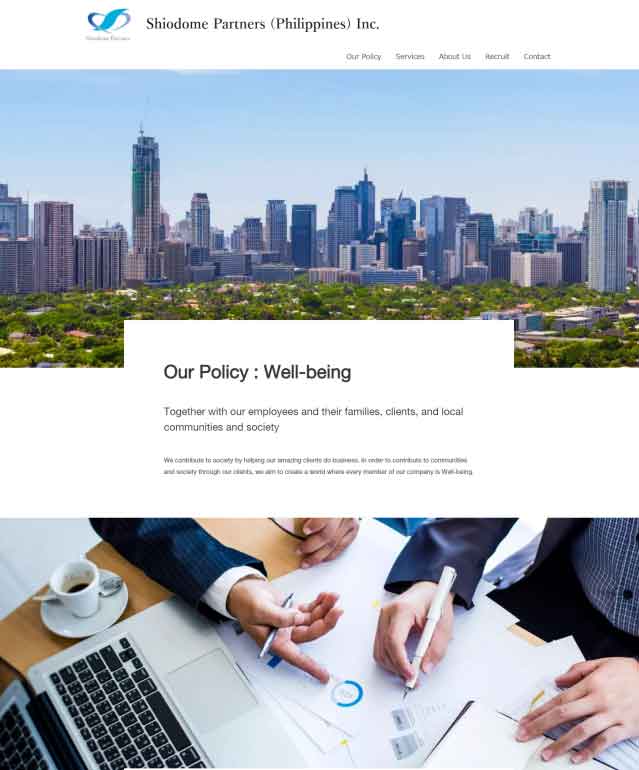 Shiodome Partners
Shiodome Partners (Philippines) Inc.
Our Policy Services About Us Recruit Contact
Our Policy : Well-being
Together with our employees and their families, clients, and local
communities and society
We contribute to society by helping our amazing clients do business. In order to contribute to communities
and society through our clients, we aim to create a world where every member of our company is Well-being.